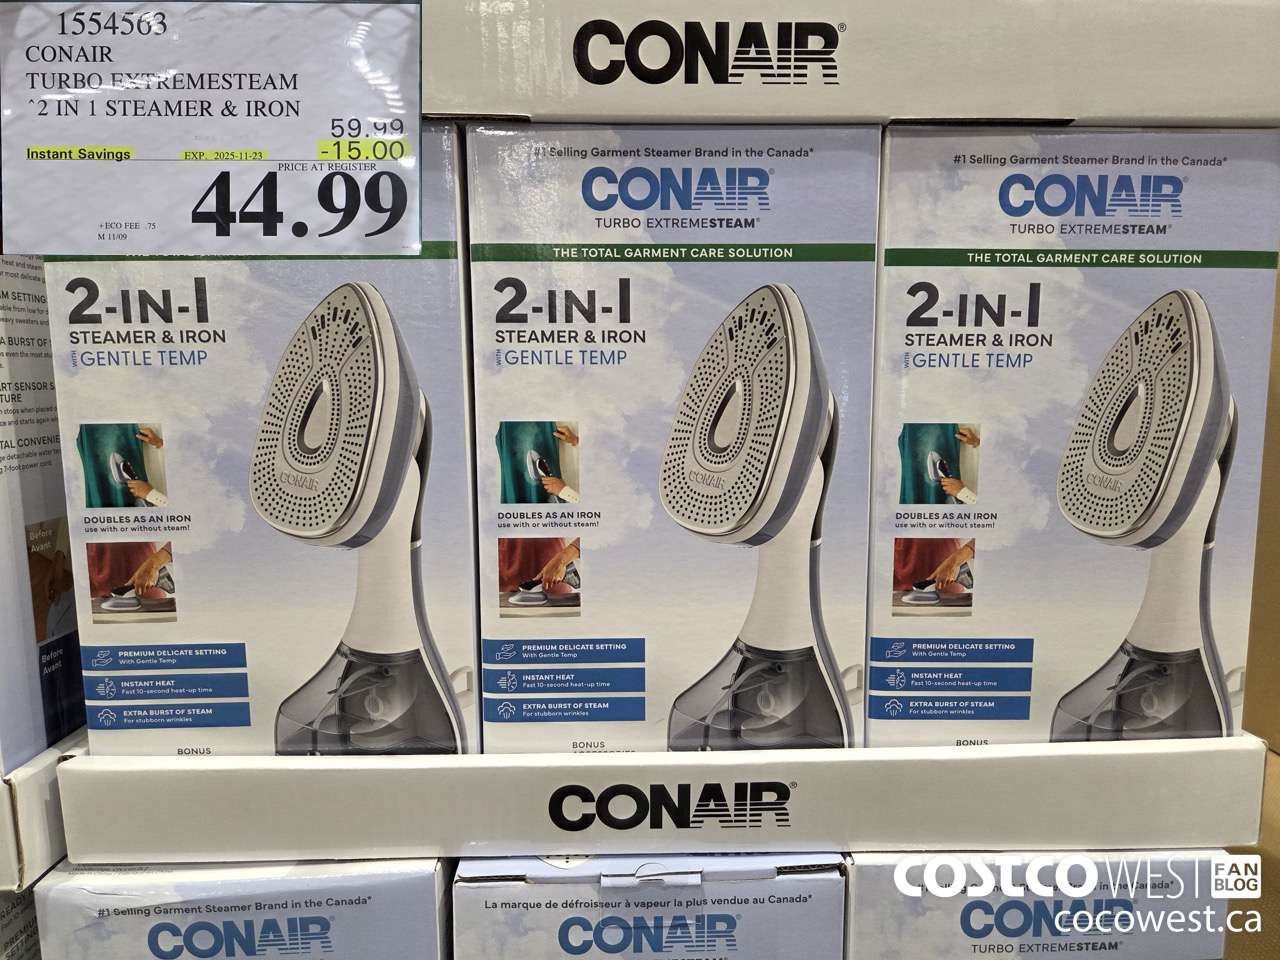 1554563
CONAIR
TURBO EXTREMESTEAM
^2 IN 1 STEAMER & IRON
59.99
Instant Savings EXP. 2025-11-23 -15.00
PRICE AT REGISTER
44.99
+ECO FEE .75
M 11/09
CONAIR®
2-IN-1
STEAMER & IRON
WITH GENTLE TEMP
CONAIR
DOUBLES AS AN IRON
use with or without steam!
PREMIUM DELICATE SETTING
With Gentle Temp
INSTANT HEAT
Fast 10-second heat-up time
EXTRA BURST OF STEAM
For stubborn wrinkles
BONUS
#1 Selling Garment Steamer Brand in the Canada*
CONAIR®
TURBO EXTREMESTEAM®
THE TOTAL GARMENT CARE SOLUTION
2-IN-1
STEAMER & IRON
WITH GENTLE TEMP
CONAIR
DOUBLES AS AN IRON
use with or without steam!
PREMIUM DELICATE SETTING
With Gentle Temp
INSTANT HEAT
Fast 10-second heat-up time
EXTRA BURST OF STEAM
For stubborn wrinkles
BONUS
#1 Selling Garment Steamer Brand in the Canada*
CONAIR®
TURBO EXTREMESTEAM®
THE TOTAL GARMENT CARE SOLUTION
2-IN-1
STEAMER & IRON
WITH GENTLE TEMP
CONAIR
DOUBLES AS AN IRON
use with or without steam!
PREMIUM DELICATE SETTING
With Gentle Temp
INSTANT HEAT
Fast 10-second heat-up time
EXTRA BURST OF STEAM
For stubborn wrinkles
BONUS
Before
Avant
Before
Avant
CONAIR®
#1 Selling Garment Steamer Brand in the Canada*
CONAIR®
La marque de défroisseur à vapeur la plus vendue au Canada*
CONAIR®
CONAIR
TURBO EXTREMESTEAM®
COSTCO WEST FAN BLOG
cocowest.ca